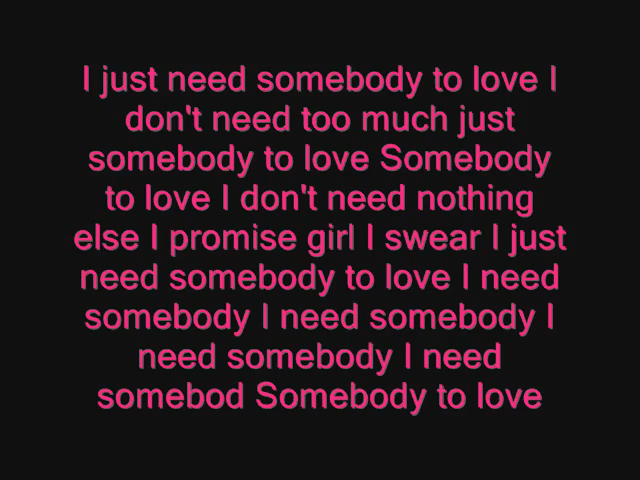 I just need somebody to love I
don't need too much just
somebody to love Somebody
to love I don't need nothing
else I promise girl I swear I just
need somebody to love I need
somebody I need somebody I
need somebody I need
somebod Somebody to love